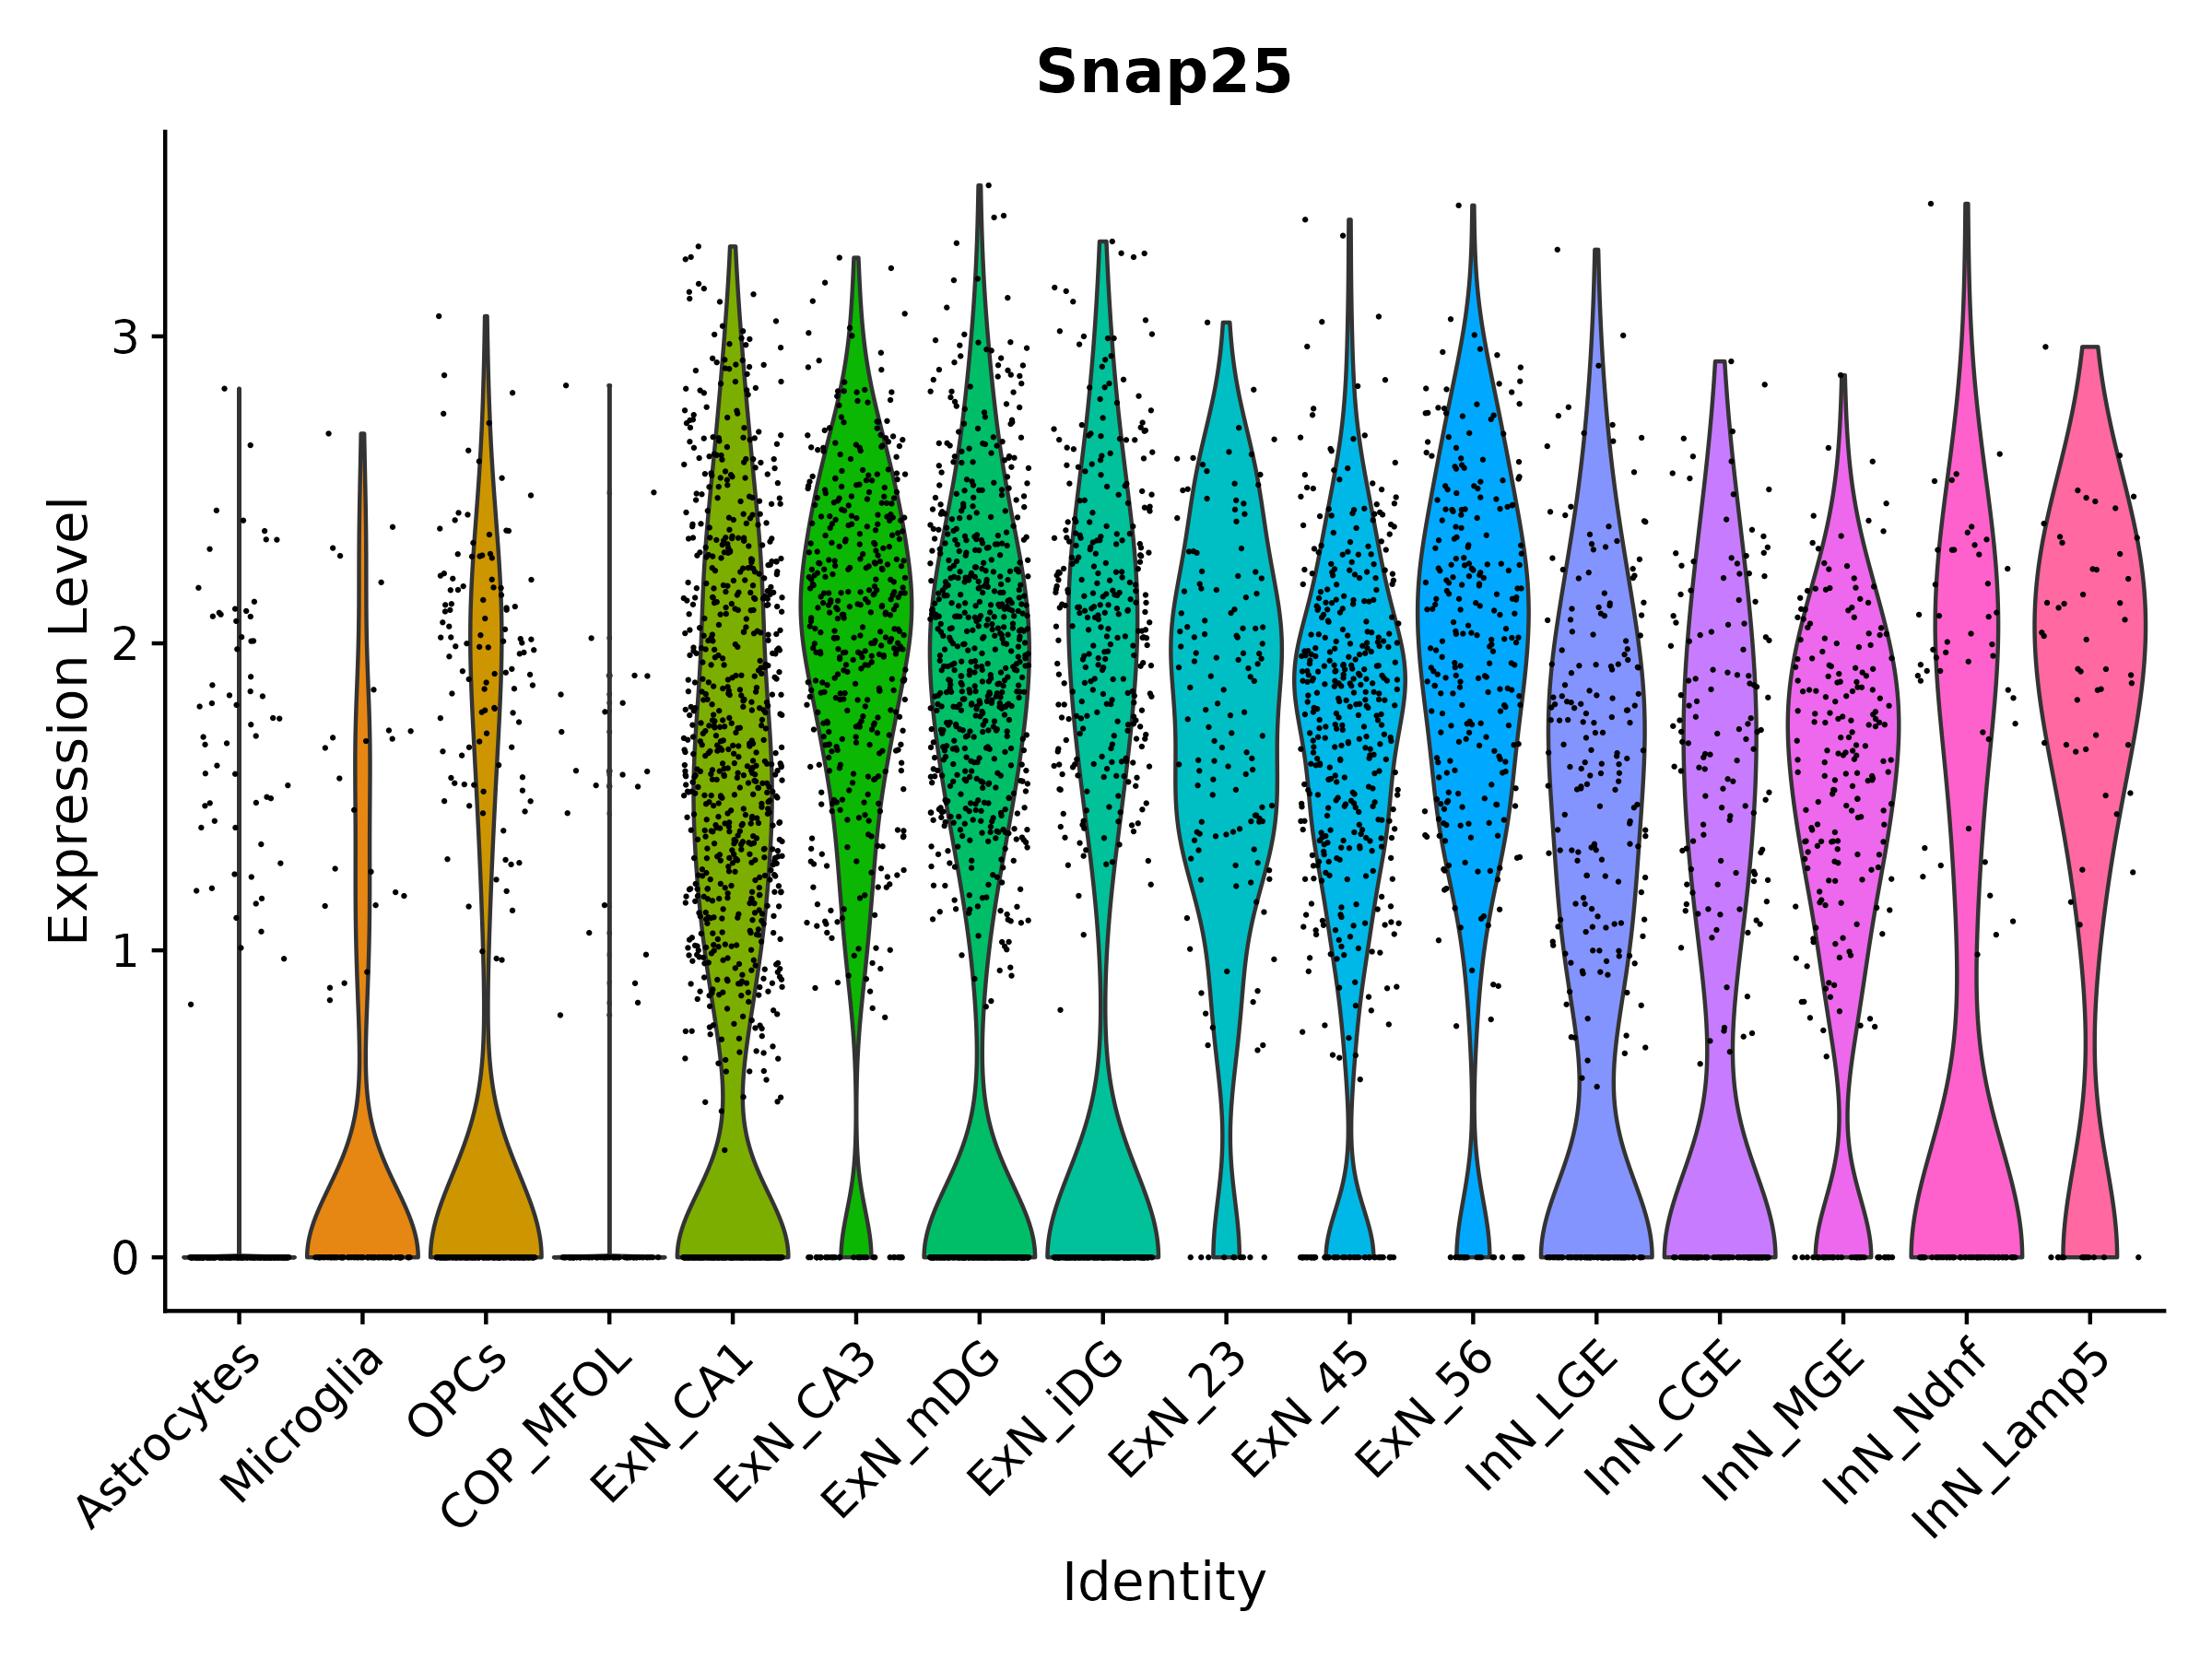 Snap25
Expression Level
3
2
1
0
Astrocytes
Microglia
OPCs
COP_MFOL
ExN_CA1
ExN_CA3
ExN_mDG
ExN_iDG
ExN_23
ExN_45
ExN_56
InN_LGE
InN_CGE
InN_MGE
InN_Ndnf
InN_Lamp5
Identity